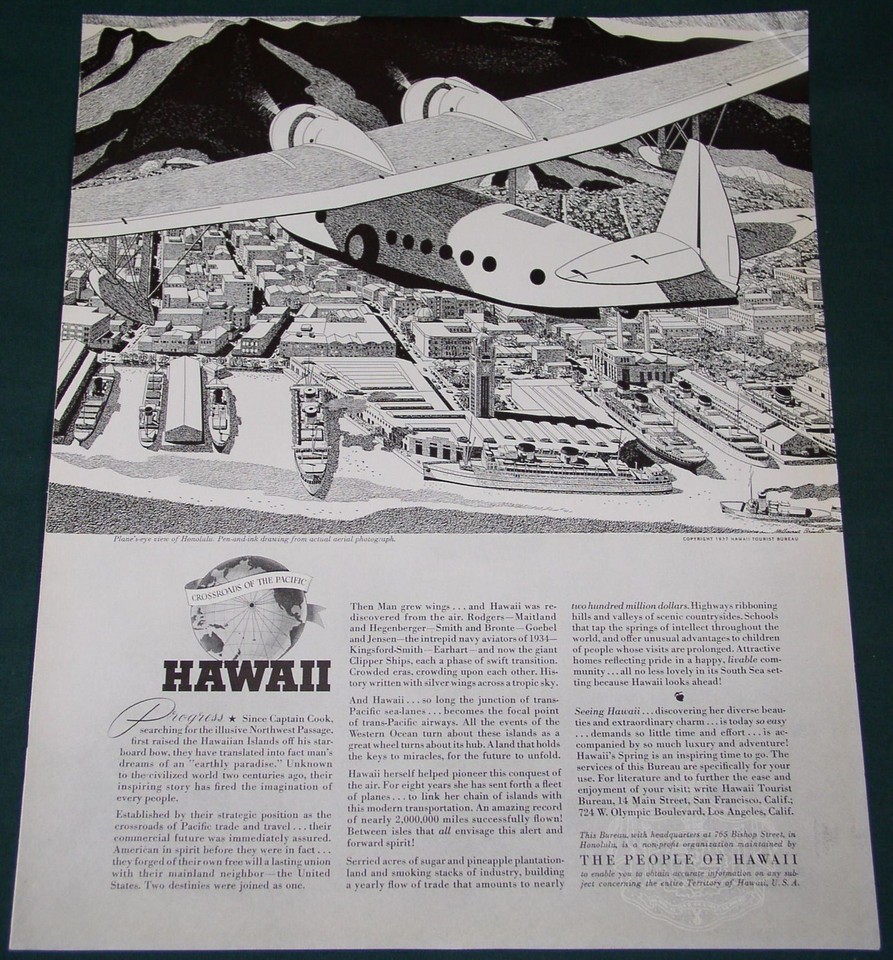 Plane's-eye view of Honolulu. Pen-and-ink drawing from actual aerial photograph.
COPYRIGHT 1937 HAWAII TOURIST BUREAU
CROSSROADS OF THE PACIFIC
HAWAII
Progress ★ Since Captain Cook,
searching for the illusive Northwest Passage,
first raised the Hawaiian Islands off his star-
board bow, they have translated into fact man's
dreams of an "earthly paradise." Unknown
to the civilized world two centuries ago, their
inspiring story has fired the imagination of
every people.
Established by their strategic position as the
crossroads of Pacific trade and travel . . . their
commercial future was immediately assured.
American in spirit before they were in fact . . .
they forged of their own free will a lasting union
with their mainland neighbor—the United
States. Two destinies were joined as one.
Then Man grew wings . . . and Hawaii was re-
discovered from the air. Rodgers—Maitland
and Hegenberger—Smith and Bronte—Goebel
and Jensen—the intrepid navy aviators of 1934—
Kingsford-Smith—Earhart—and now the giant
Clipper Ships, each a phase of swift transition.
Crowded eras, crowding upon each other. His-
tory written with silver wings across a tropic sky.
And Hawaii . . . so long the junction of trans-
Pacific sea-lanes . . . becomes the focal point
of trans-Pacific airways. All the events of the
Western Ocean turn about these islands as a
great wheel turns about its hub. A land that holds
the keys to miracles, for the future to unfold.
Hawaii herself helped pioneer this conquest of
the air. For eight years she has sent forth a fleet
of planes . . . to link her chain of islands with
this modern transportation. An amazing record
of nearly 2,000,000 miles successfully flown!
Between isles that all envisage this alert and
forward spirit!
Serried acres of sugar and pineapple plantation-
land and smoking stacks of industry, building
a yearly flow of trade that amounts to nearly
two hundred million dollars. Highways ribboning
hills and valleys of scenic countrysides. Schools
that tap the springs of intellect throughout the
world, and offer unusual advantages to children
of people whose visits are prolonged. Attractive
homes reflecting pride in a happy, livable com-
munity . . . all no less lovely in its South Sea set-
ting because Hawaii looks ahead!
Seeing Hawaii . . . discovering her diverse beau-
ties and extraordinary charm . . . is today so easy
. . . demands so little time and effort . . . is ac-
companied by so much luxury and adventure!
Hawaii's Spring is an inspiring time to go. The
services of this Bureau are specifically for your
use. For literature and to further the ease and
enjoyment of your visit; write Hawaii Tourist
Bureau, 14 Main Street, San Francisco, Calif.;
724 W. Olympic Boulevard, Los Angeles, Calif.
This Bureau, with headquarters at 765 Bishop Street, in
Honolulu, is a non-profit organization maintained by
THE PEOPLE OF HAWAII
to enable you to obtain accurate information on any sub-
ject concerning the entire Territory of Hawaii, U. S. A.